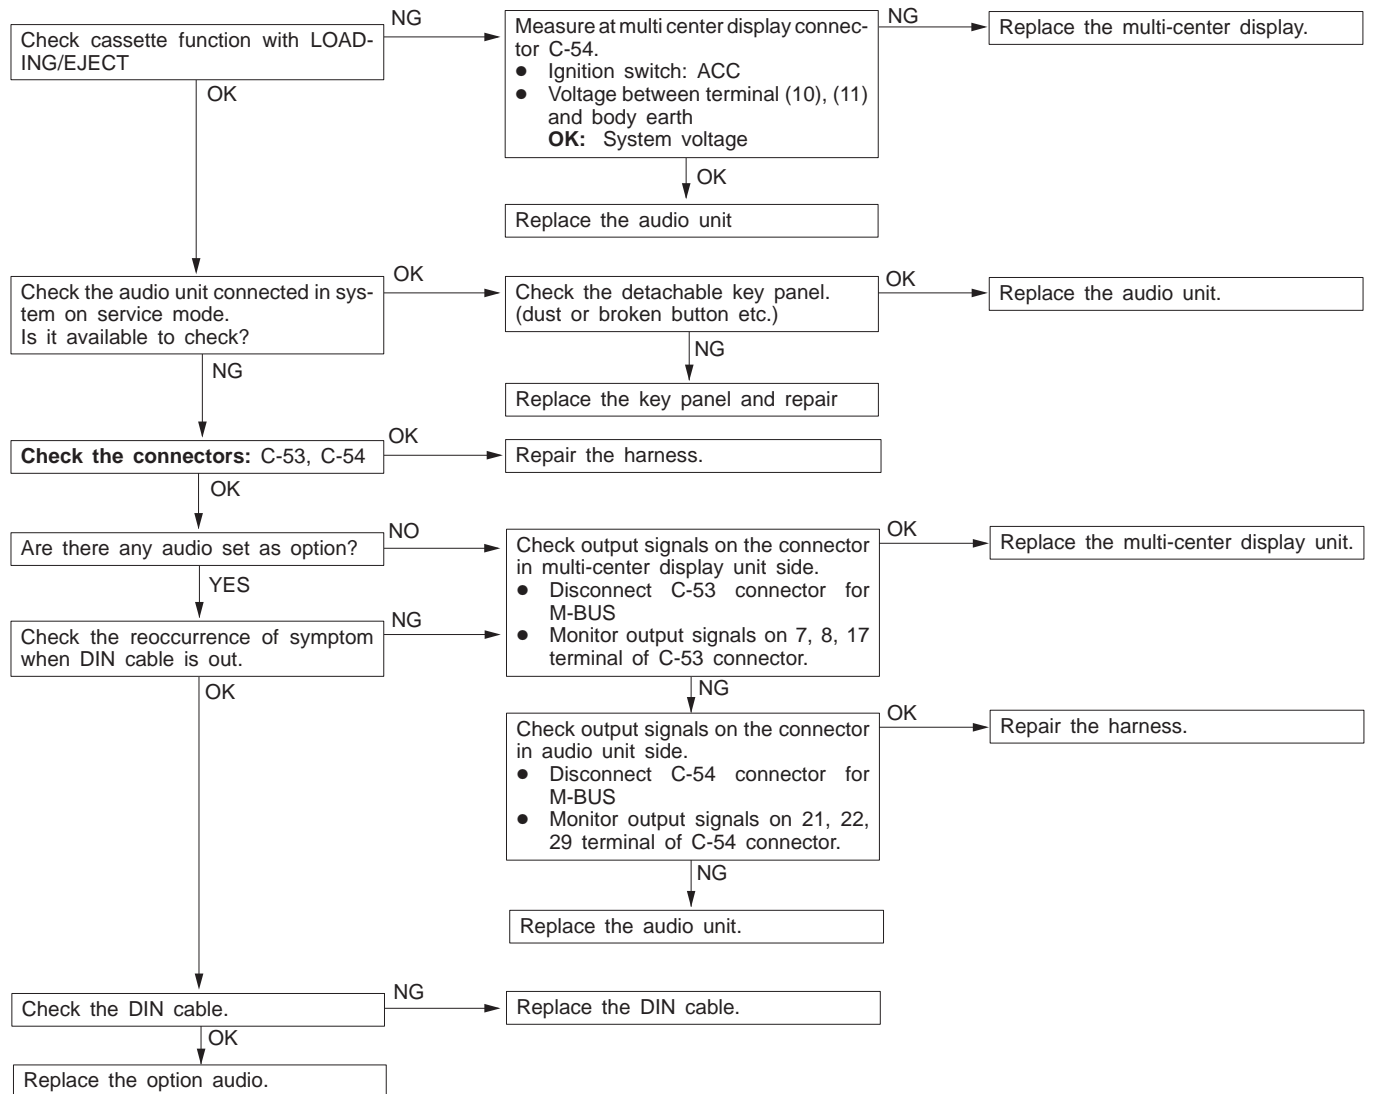 Check cassette function with LOAD-
ING/EJECT
NG
Measure at multi center display connec-
tor C-54.
● Ignition switch: ACC
● Voltage between terminal (10), (11)
and body earth
OK: System voltage
NG
Replace the multi-center display.
OK
OK
Replace the audio unit
Check the audio unit connected in sys-
tem on service mode.
Is it available to check?
OK
Check the detachable key panel.
(dust or broken button etc.)
OK
Replace the audio unit.
NG
NG
Replace the key panel and repair
Check the connectors: C-53, C-54
OK
Repair the harness.
OK
Are there any audio set as option?
NO
Check output signals on the connector
in multi-center display unit side.
● Disconnect C-53 connector for
M-BUS
● Monitor output signals on 7, 8, 17
terminal of C-53 connector.
OK
Replace the multi-center display unit.
YES
Check the reoccurrence of symptom
when DIN cable is out.
NG
OK
NG
Check output signals on the connector
in audio unit side.
● Disconnect C-54 connector for
M-BUS
● Monitor output signals on 21, 22,
29 terminal of C-54 connector.
OK
Repair the harness.
NG
Replace the audio unit.
Check the DIN cable.
NG
Replace the DIN cable.
OK
Replace the option audio.